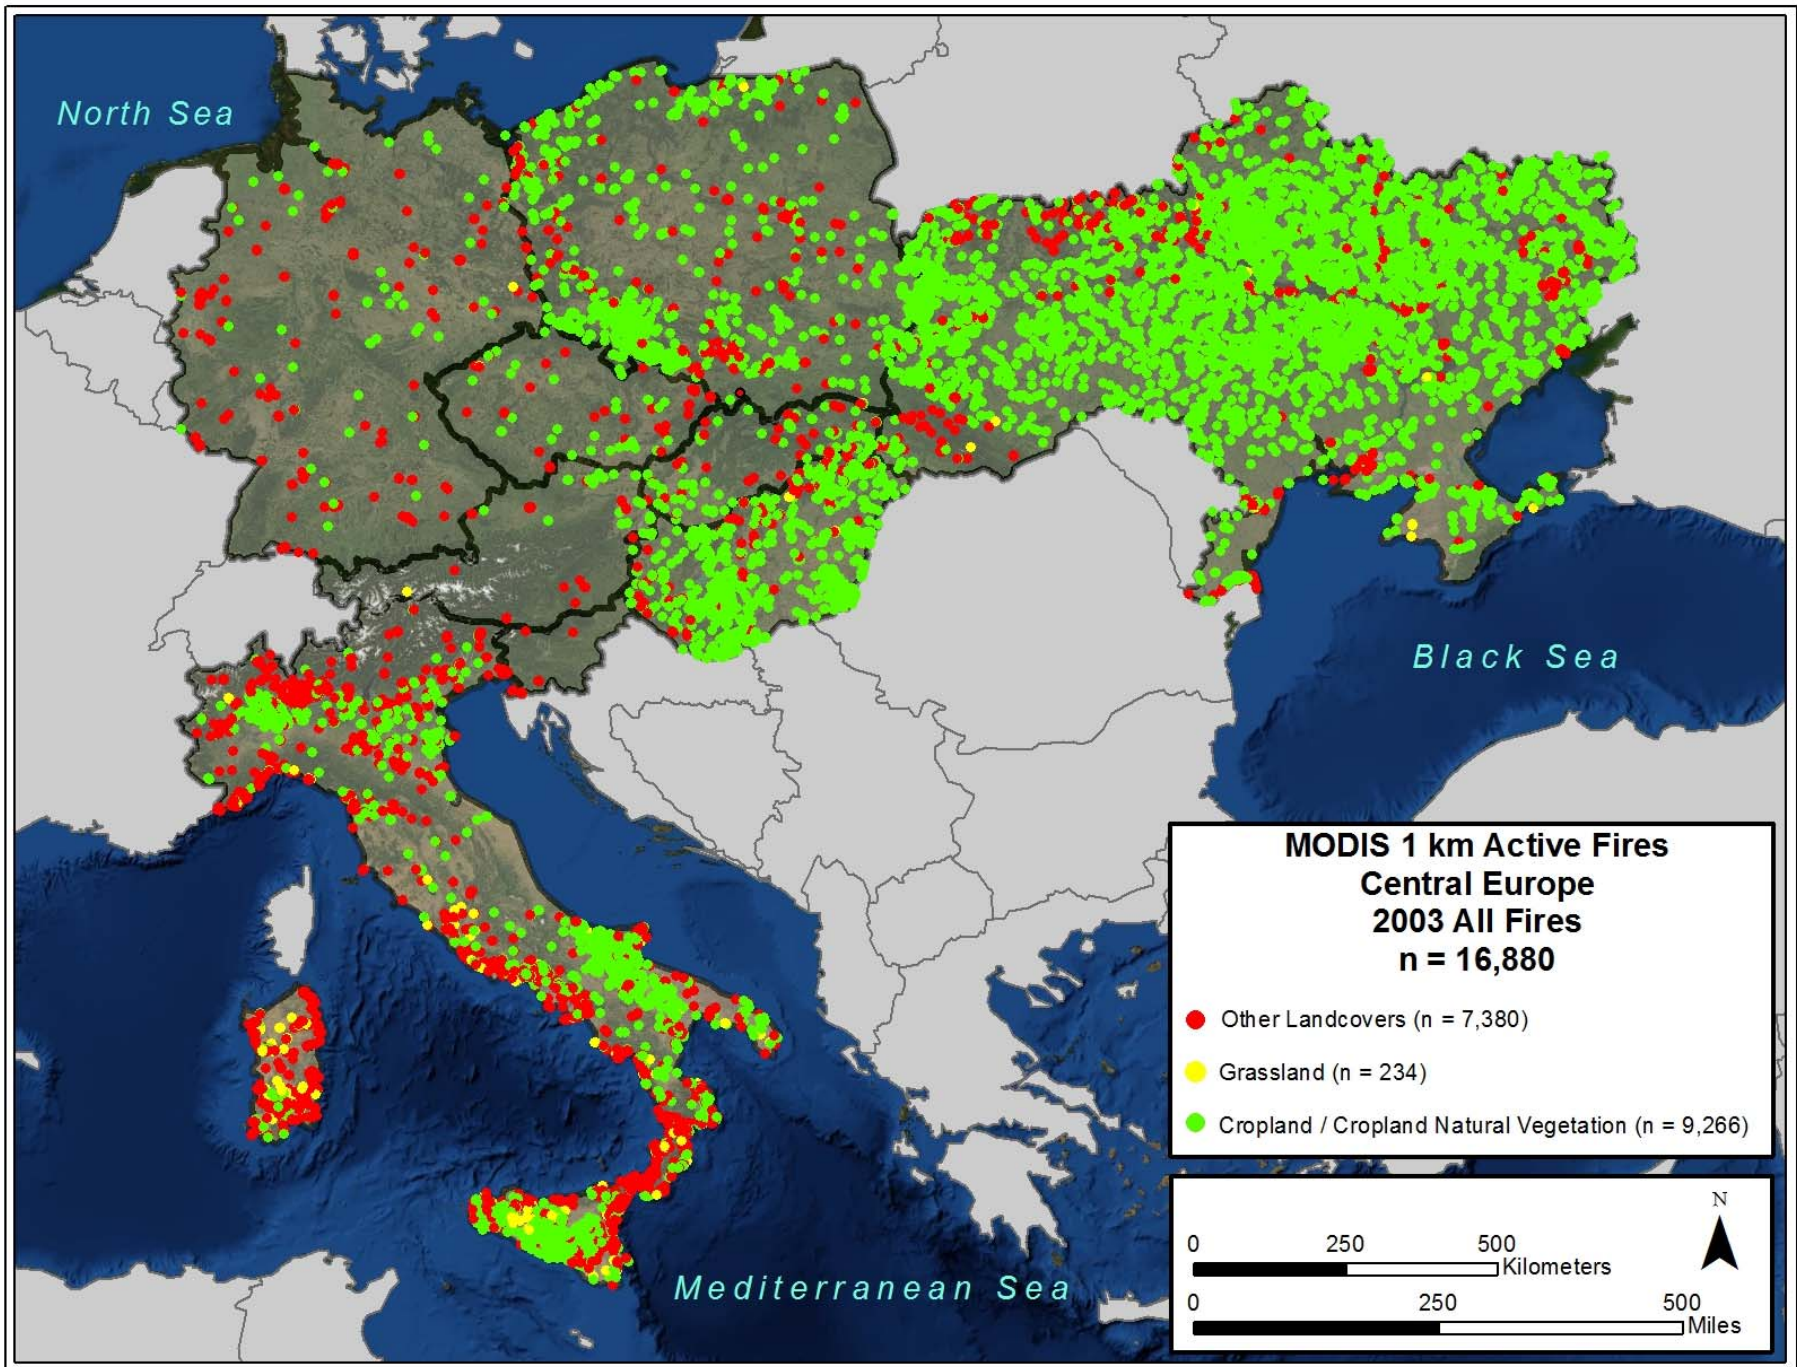 North Sea
Black Sea
MODIS 1 km Active Fires
Central Europe
2003 All Fires
n = 16,880
Other Landcovers (n = 7,380)
Grassland (n = 234)
Cropland / Cropland Natural Vegetation (n = 9,266)
Mediterranean Sea
N
0 250 500
Kilometers
0 250 500
Miles